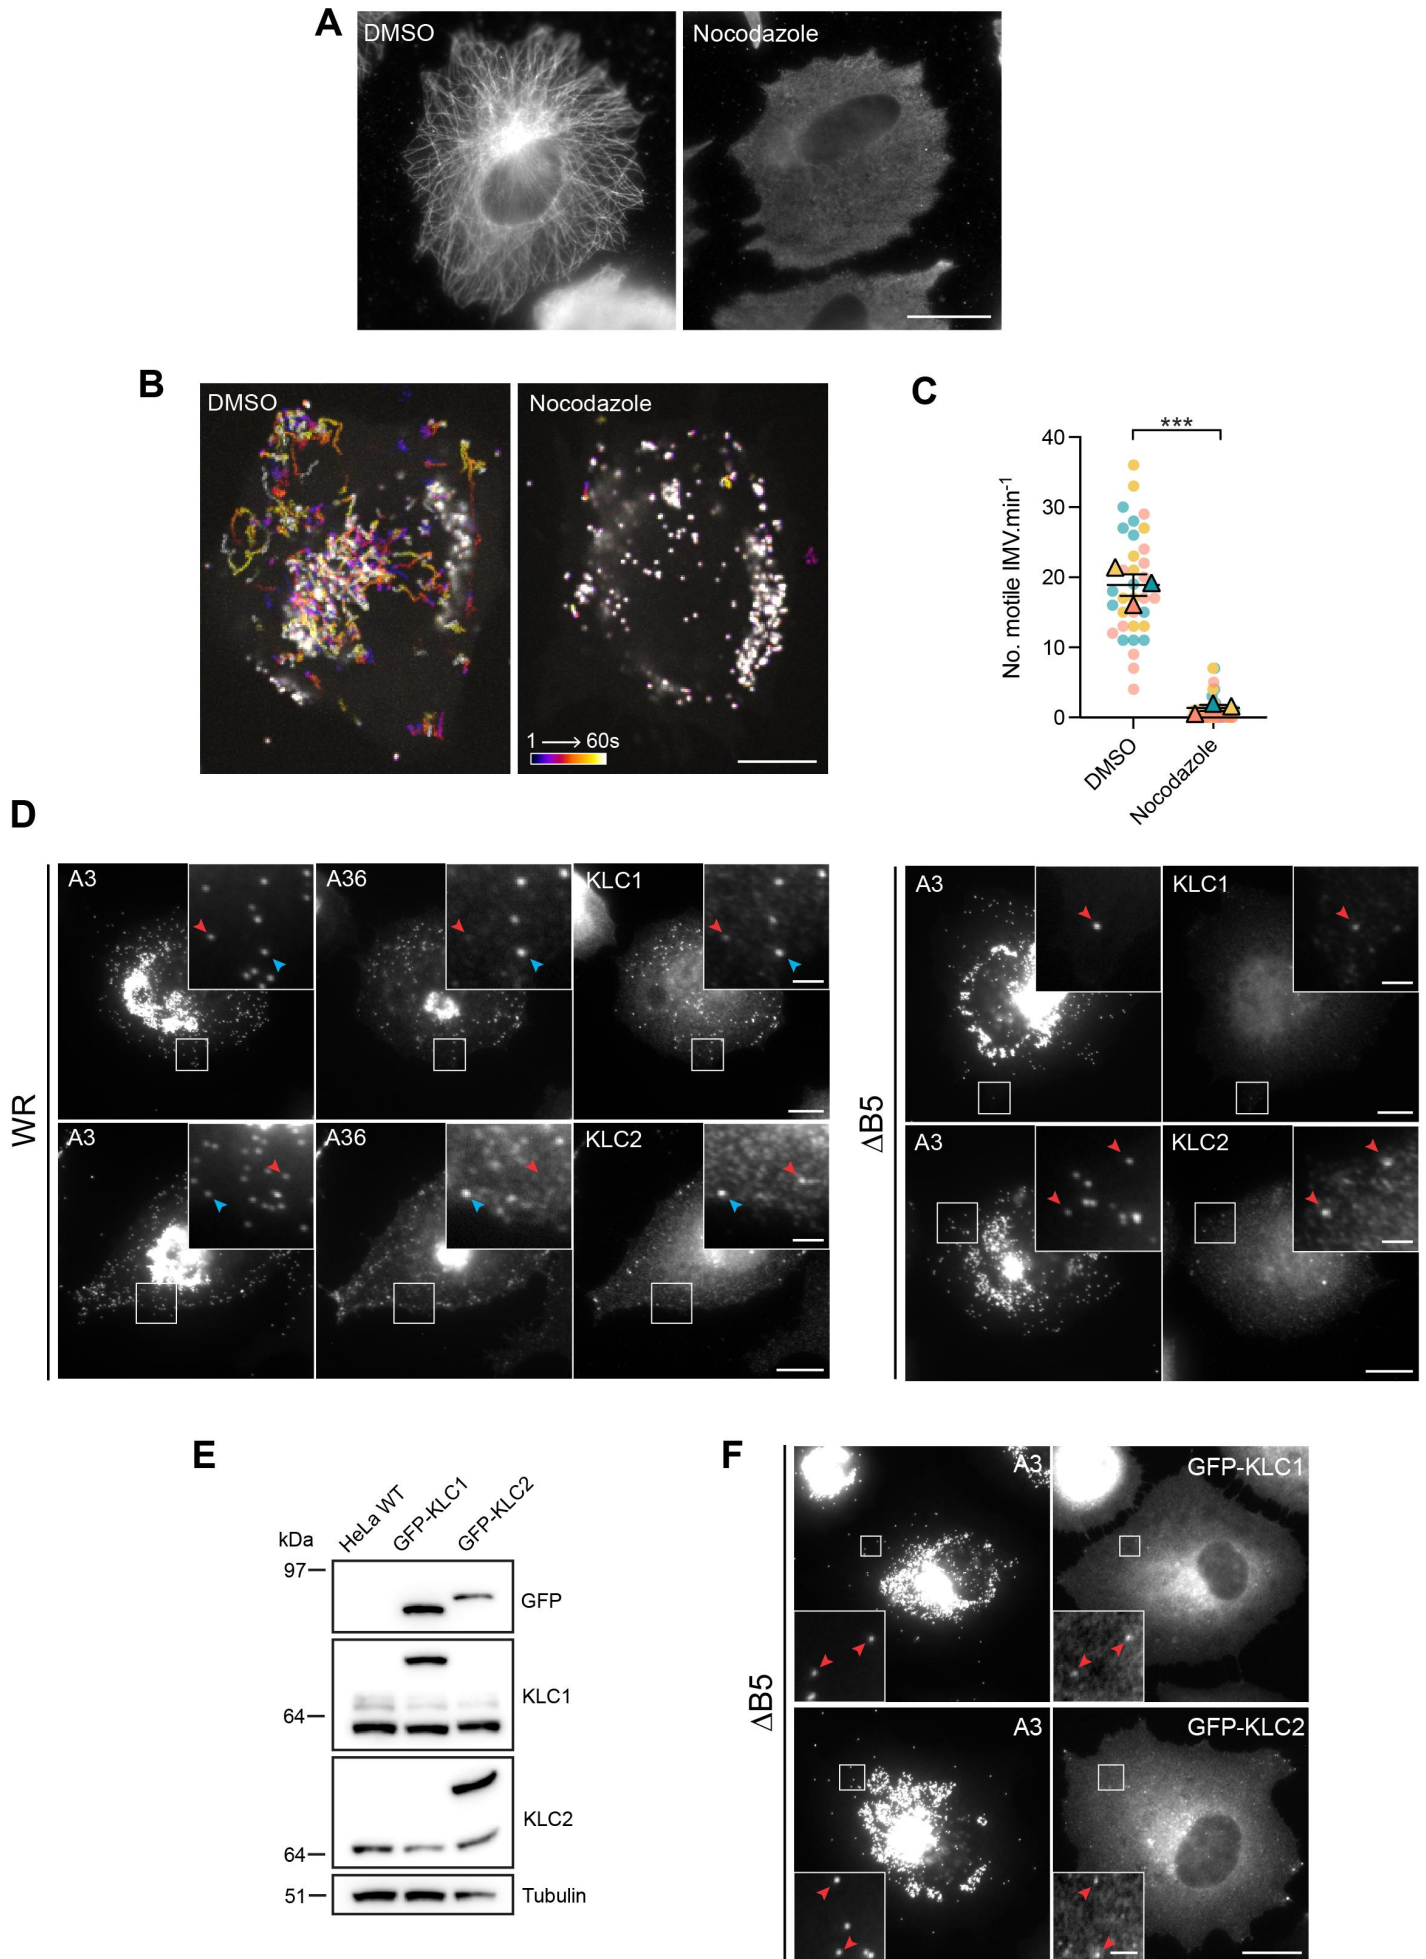 A
DMSO
Nocodazole
B
DMSO
Nocodazole
1 → 60s
C
***
40
30
20
10
0
No. motile IMV.min-1
DMSO
Nocodazole
D
WR
A3
A36
KLC1
A3
A36
KLC2
ΔB5
A3
KLC1
A3
KLC2
E
kDa
HeLa WT
GFP-KLC1
GFP-KLC2
97
GFP
KLC1
64
KLC2
64
51
Tubulin
F
ΔB5
A3
GFP-KLC1
A3
GFP-KLC2